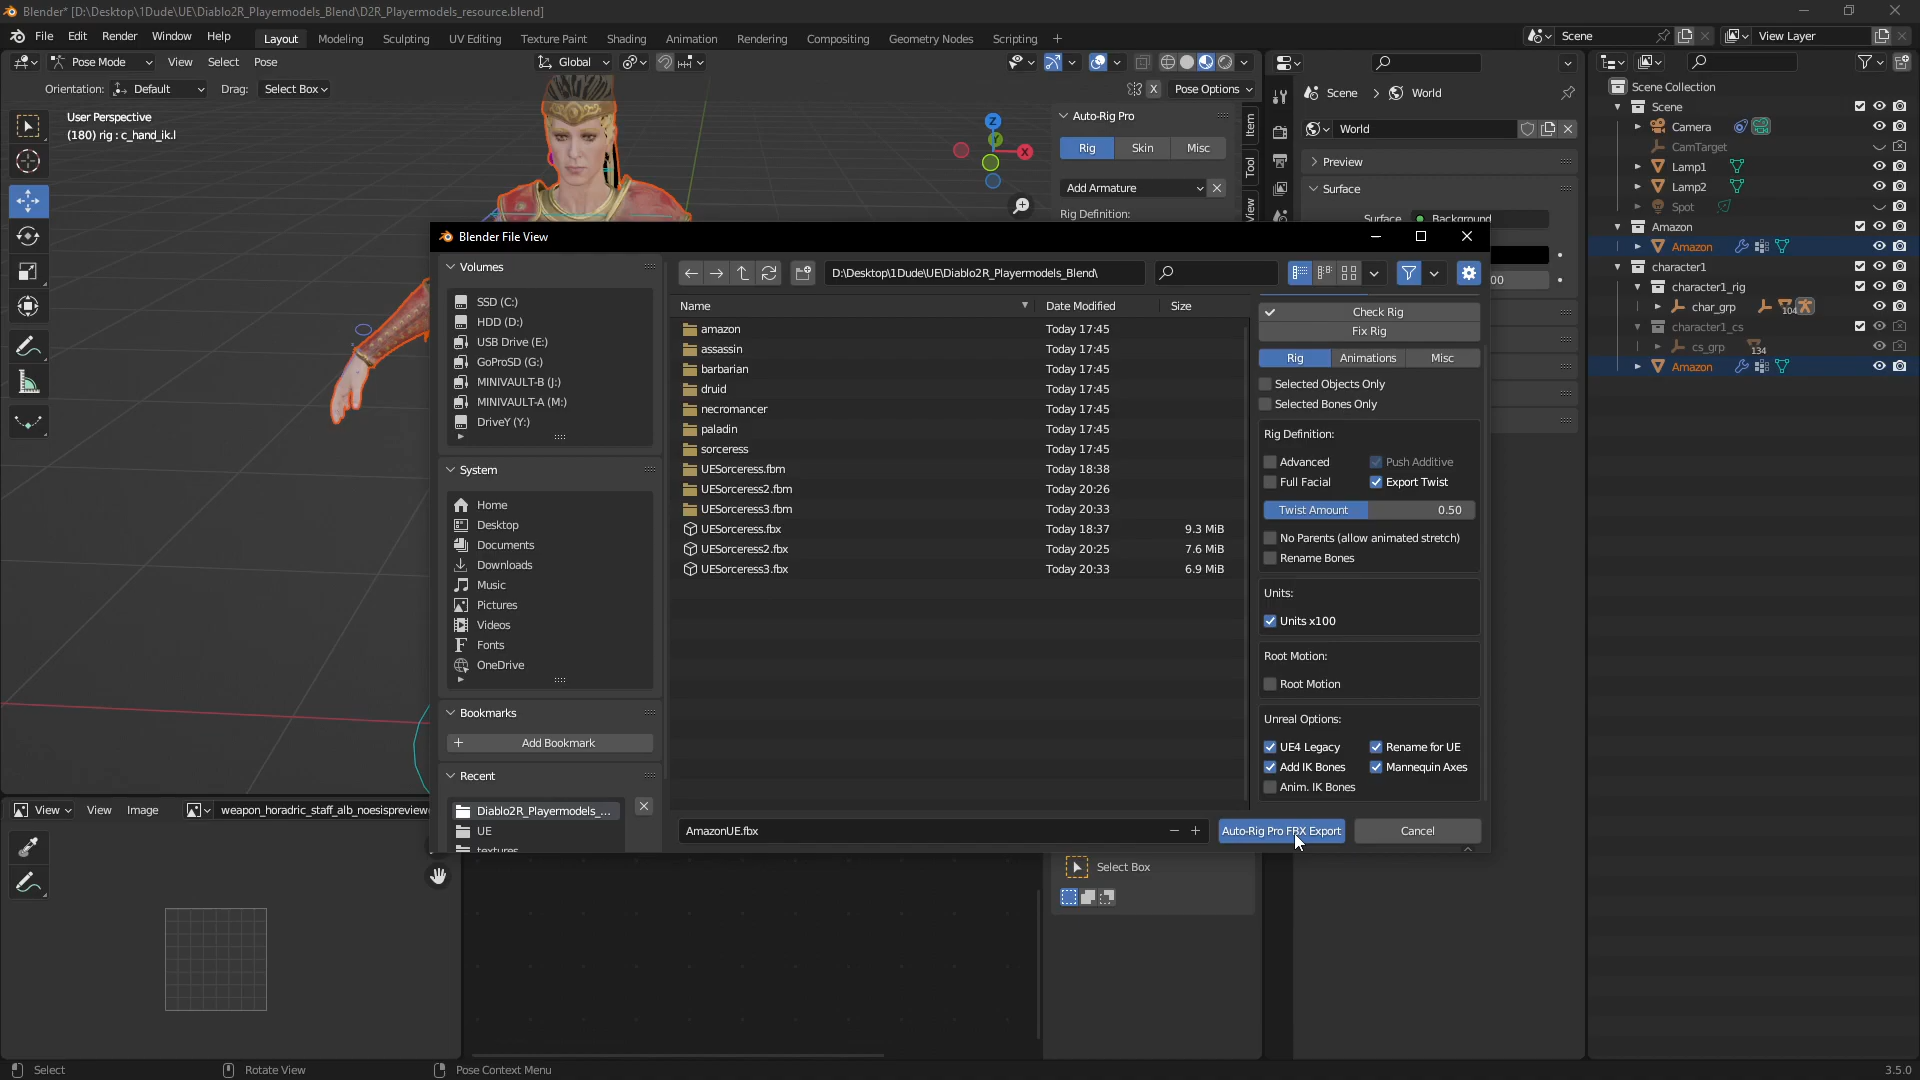 Blender* [D:\Desktop\1Dude\UE\Diablo2R_Playermodels_Blend\D2R_Playermodels_resource.blend]
File Edit Render Window Help Layout Modeling Sculpting UV Editing Texture Paint Shading Animation Rendering Compositing Geometry Nodes Scripting + Scene View Layer
Pose Mode View Select Pose Global
Orientation: Default Drag: Select Box X Pose Options
User Perspective
(180) rig : c_hand_ik.l
Z
Y
X
Auto-Rig Pro
Rig Skin Misc
Add Armature
Rig Definition:
Item
Tool
View
Scene > World
World
Preview
Surface
Surface Background
00
Scene Collection
Scene
Camera
CamTarget
Lamp1
Lamp2
Spot
Amazon
Amazon
character1
character1_rig
char_grp 104
character1_cs
cs_grp 134
Amazon
Blender File View
Volumes
SSD (C:)
HDD (D:)
USB Drive (E:)
GoProSD (G:)
MINIVAULT-B (J:)
MINIVAULT-A (M:)
DriveY (Y:)
System
Home
Desktop
Documents
Downloads
Music
Pictures
Videos
Fonts
OneDrive
Bookmarks
Add Bookmark
Recent
Diablo2R_Playermodels_...
UE
textures
D:\Desktop\1Dude\UE\Diablo2R_Playermodels_Blend\
Name Date Modified Size
amazon Today 17:45
assassin Today 17:45
barbarian Today 17:45
druid Today 17:45
necromancer Today 17:45
paladin Today 17:45
sorceress Today 17:45
UESorceress.fbm Today 18:38
UESorceress2.fbm Today 20:26
UESorceress3.fbm Today 20:33
UESorceress.fbx Today 18:37 9.3 MiB
UESorceress2.fbx Today 20:25 7.6 MiB
UESorceress3.fbx Today 20:33 6.9 MiB
Check Rig
Fix Rig
Rig Animations Misc
Selected Objects Only
Selected Bones Only
Rig Definition:
Advanced Push Additive
Full Facial Export Twist
Twist Amount 0.50
No Parents (allow animated stretch)
Rename Bones
Units:
Units x100
Root Motion:
Root Motion
Unreal Options:
UE4 Legacy Rename for UE
Add IK Bones Mannequin Axes
Anim. IK Bones
AmazonUE.fbx Auto-Rig Pro FBX Export Cancel
View View Image weapon_horadric_staff_alb_noesispreview
Select Box
Select Rotate View Pose Context Menu 3.5.0